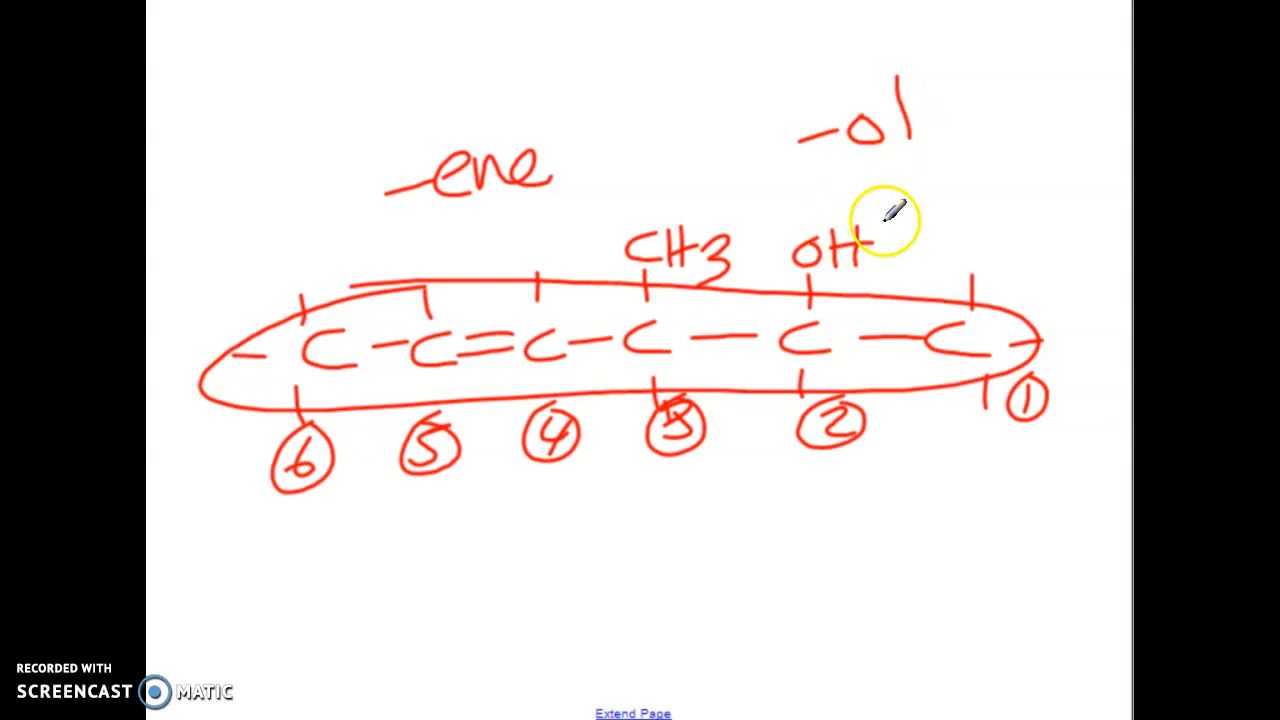 -ol
-ene
CH3 OH
- C - C = C - C - C - C -
① 
⑥ ⑤ ④ ③ ②
RECORDED WITH
SCREENCAST MATIC
Extend Page